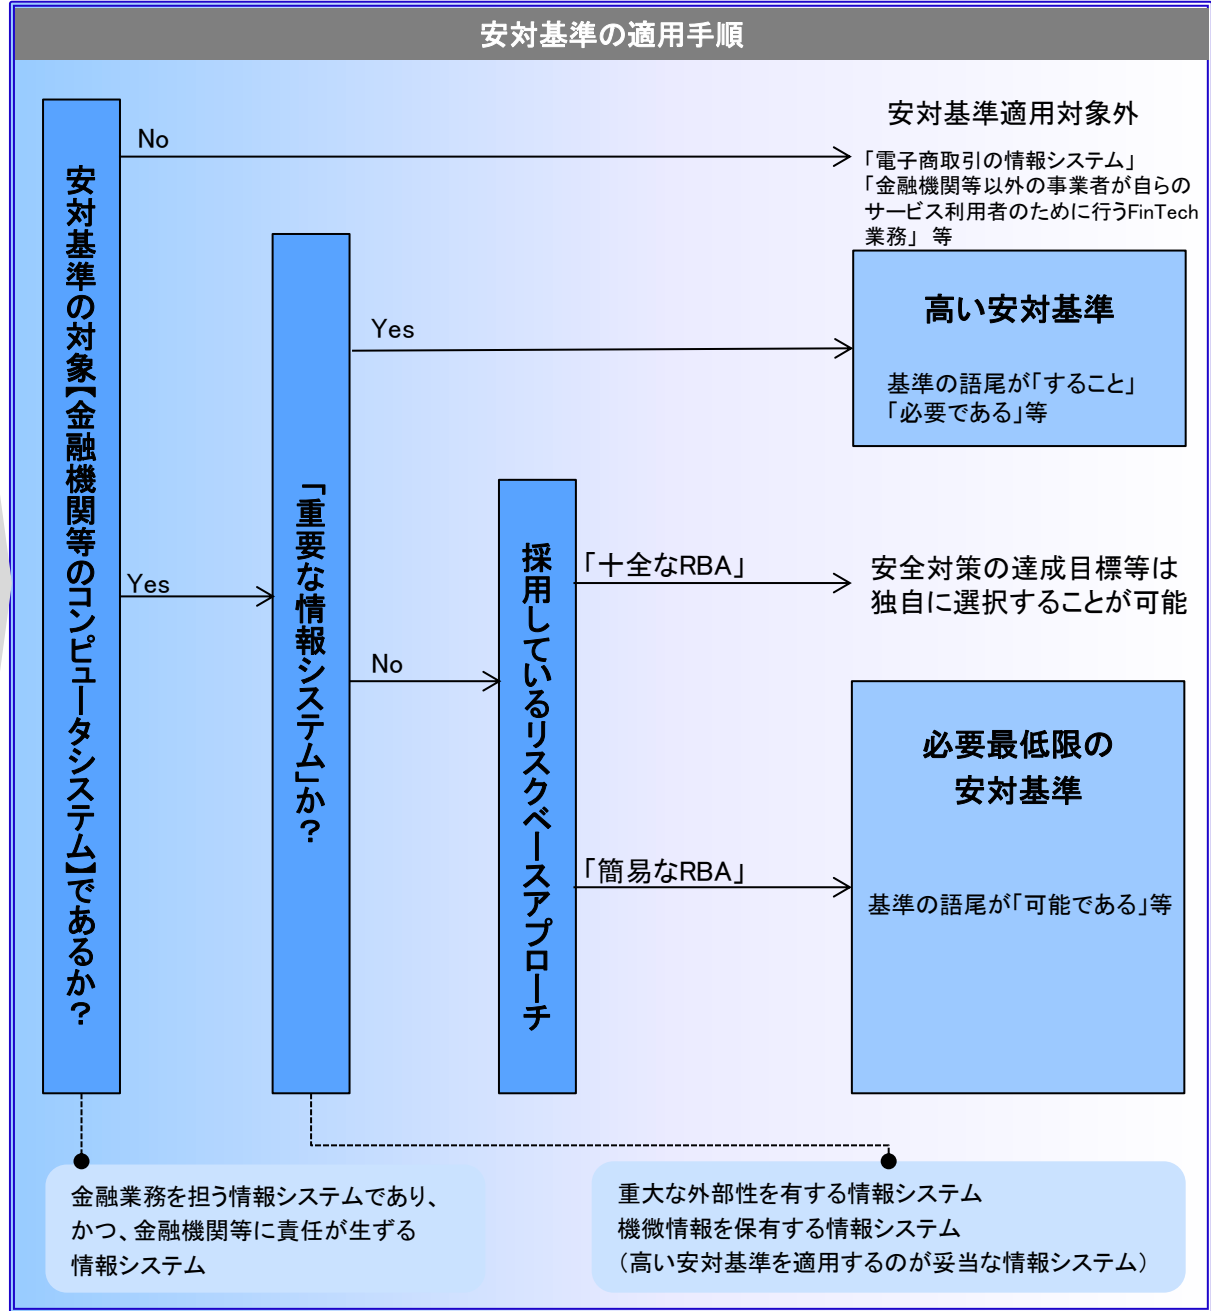 安対基準の適用手順
安対基準の対象【金融機関等のコンピュータシステム】であるか？
No
安対基準適用対象外
「電子商取引の情報システム」
「金融機関等以外の事業者が自らの
サービス利用者のために行うFinTech
業務」 等
Yes
「重要な情報システム」か？
Yes
高い安対基準
基準の語尾が「すること」
「必要である」等
No
採用しているリスクベースアプローチ
「十全なRBA」
安全対策の達成目標等は
独自に選択することが可能
「簡易なRBA」
必要最低限の
安対基準
基準の語尾が「可能である」等
金融業務を担う情報システムであり、
かつ、金融機関等に責任が生ずる
情報システム
重大な外部性を有する情報システム
機微情報を保有する情報システム
（高い安対基準を適用するのが妥当な情報システム）